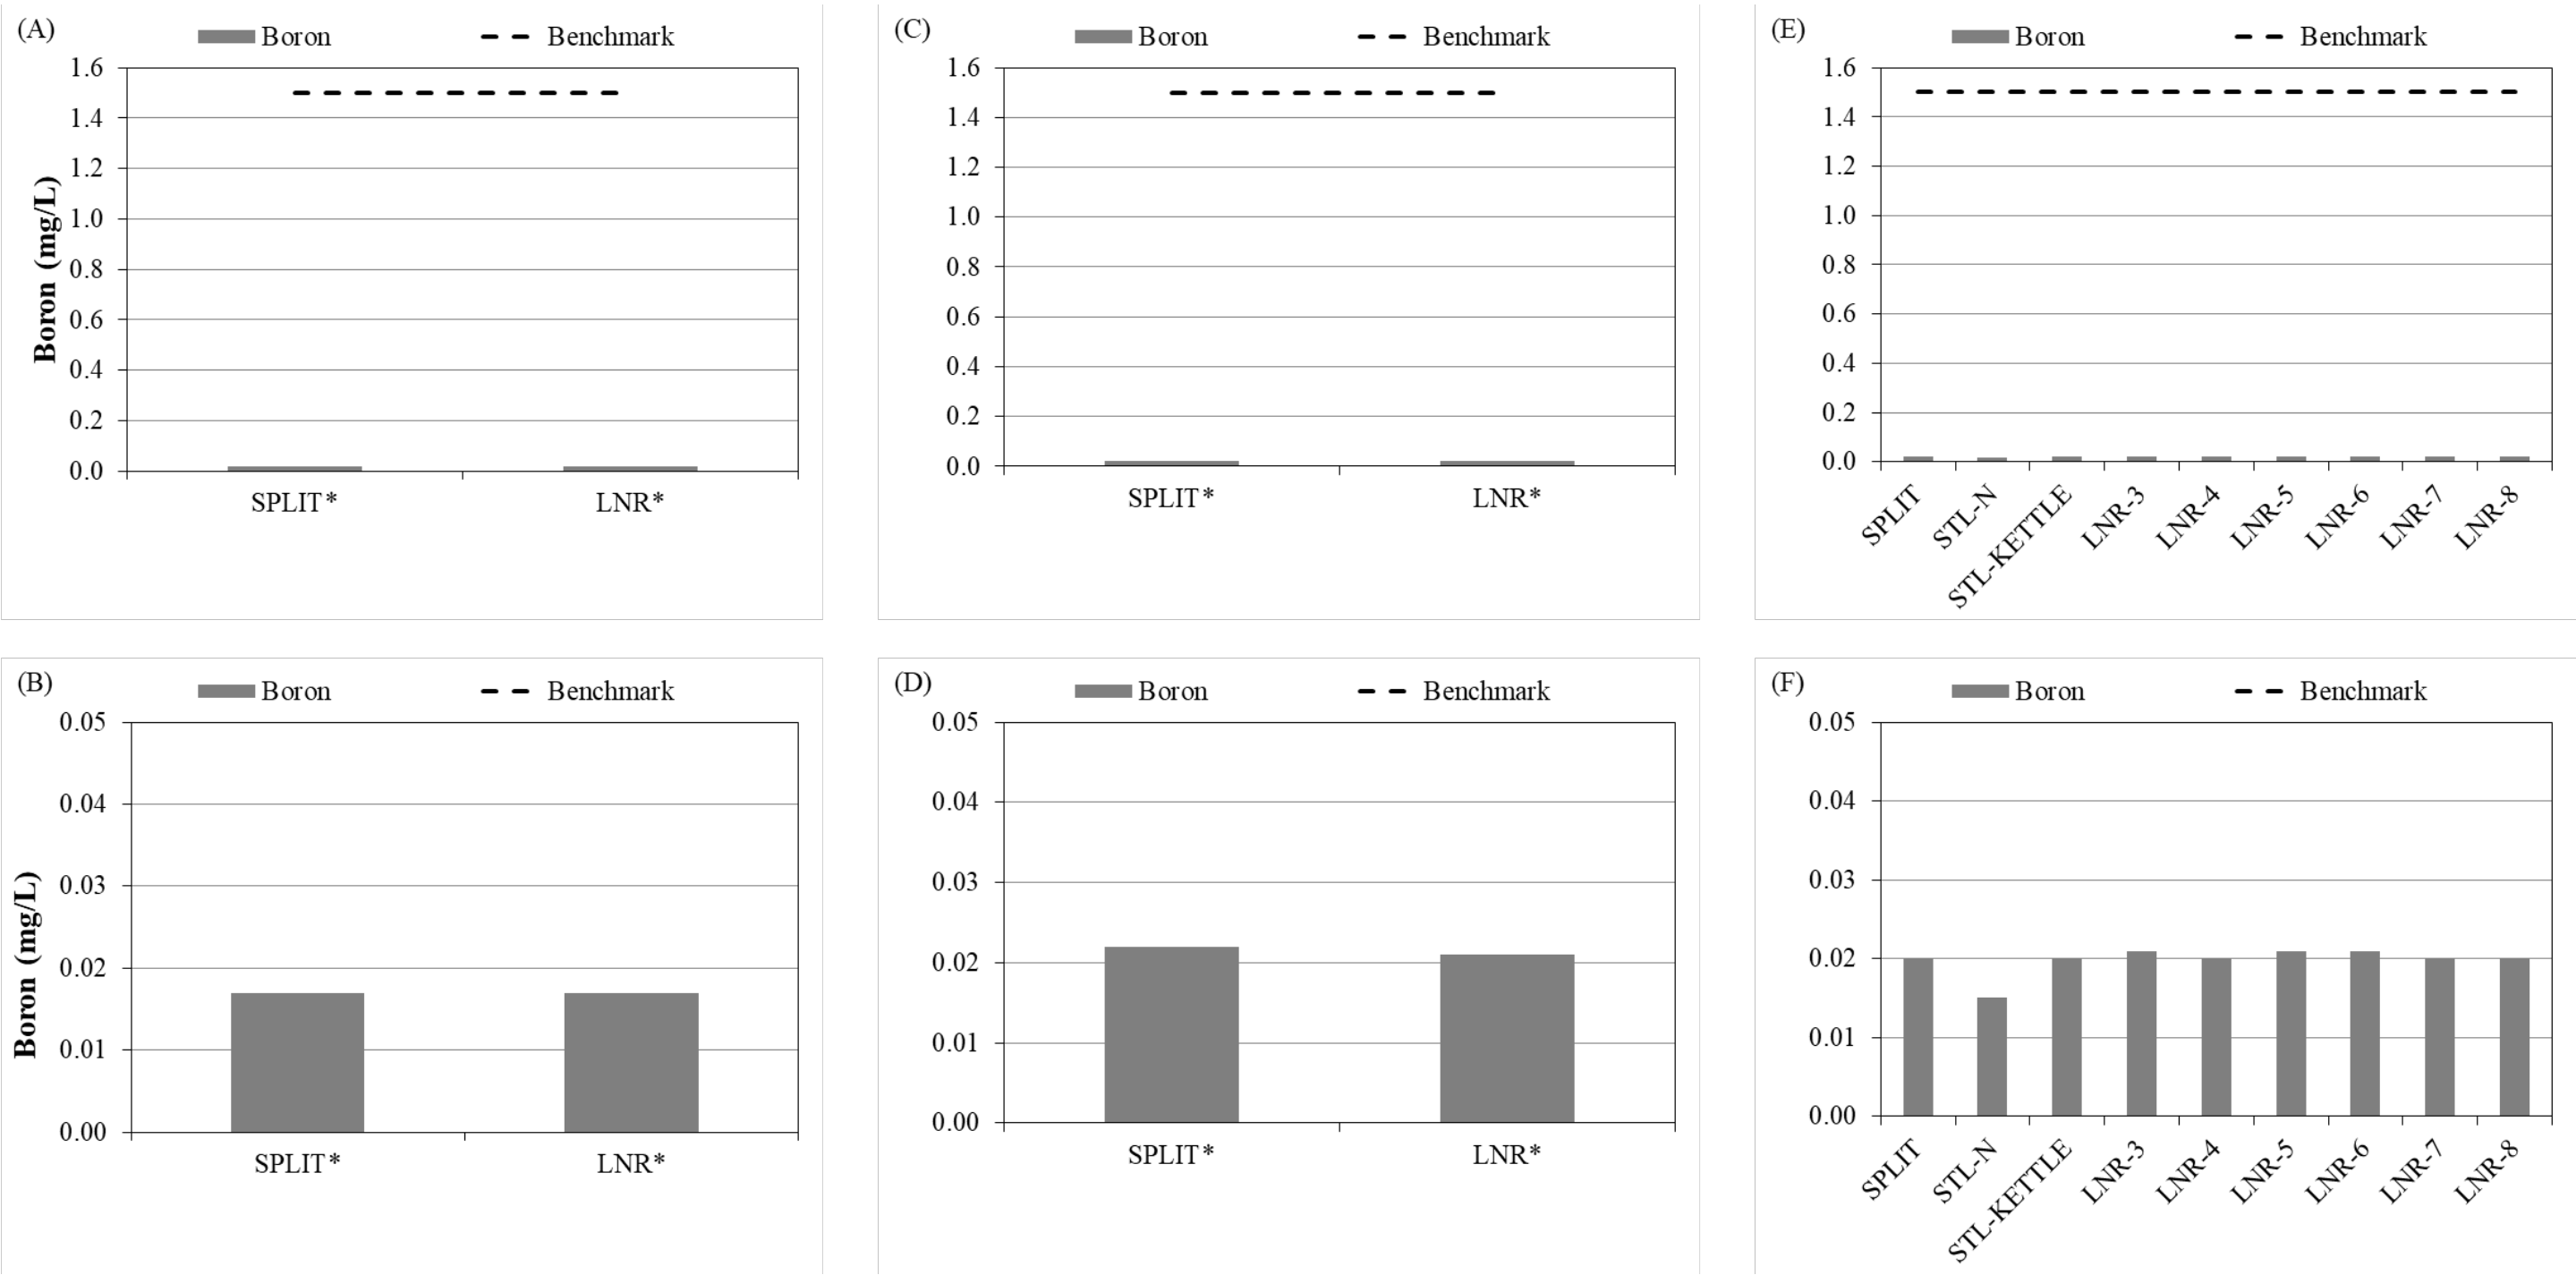 (A) Boron Benchmark
1.6
1.4
1.2
1.0
0.8
0.6
0.4
0.2
0.0
Boron (mg/L)
SPLIT* LNR*
(C) Boron Benchmark
1.6
1.4
1.2
1.0
0.8
0.6
0.4
0.2
0.0
SPLIT* LNR*
(E) Boron Benchmark
1.6
1.4
1.2
1.0
0.8
0.6
0.4
0.2
0.0
SPLIT
STL-N
STL-KETTLE
LNR-3
LNR-4
LNR-5
LNR-6
LNR-7
LNR-8
(B) Boron Benchmark
0.05
0.04
0.03
0.02
0.01
0.00
Boron (mg/L)
SPLIT* LNR*
(D) Boron Benchmark
0.05
0.04
0.03
0.02
0.01
0.00
SPLIT* LNR*
(F) Boron Benchmark
0.05
0.04
0.03
0.02
0.01
0.00
SPLIT
STL-N
STL-KETTLE
LNR-3
LNR-4
LNR-5
LNR-6
LNR-7
LNR-8